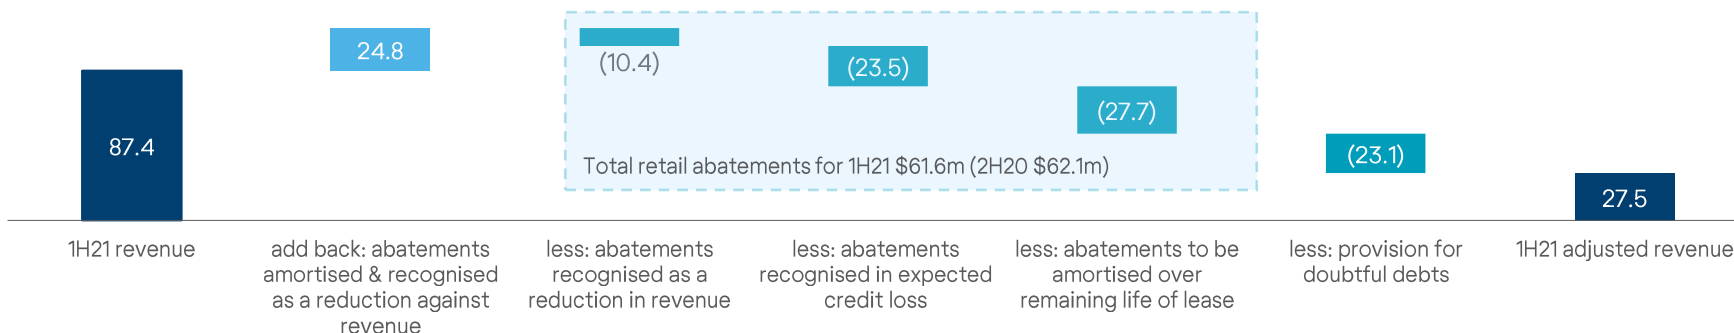 24.8
(10.4)
(23.5)
(27.7)
87.4
Total retail abatements for 1H21 $61.6m (2H20 $62.1m)
(23.1)
27.5
1H21 revenue
add back: abatements
amortised & recognised
as a reduction against
revenue
less: abatements
recognised as a
reduction in revenue
less: abatements
recognised in expected
credit loss
less: abatements to be
amortised over
remaining life of lease
less: provision for
doubtful debts
1H21 adjusted revenue